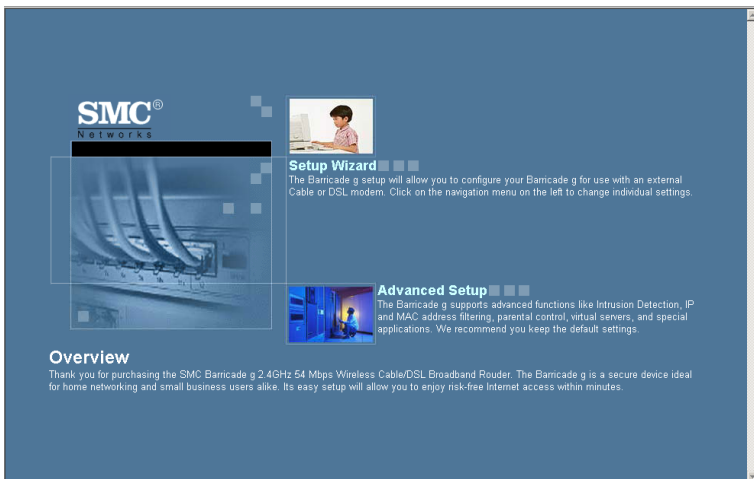 SMC®
Networks
Setup Wizard
The Barricade g setup will allow you to configure your Barricade g for use with an external
Cable or DSL modem. Click on the navigation menu on the left to change individual settings.
Advanced Setup
The Barricade g supports advanced functions like Intrusion Detection, IP
and MAC address filtering, parental control, virtual servers, and special
applications. We recommend you keep the default settings.
Overview
Thank you for purchasing the SMC Barricade g 2.4GHz 54 Mbps Wireless Cable/DSL Broadband Rouder. The Barricade g is a secure device ideal
for home networking and small business users alike. Its easy setup will allow you to enjoy risk-free Internet access within minutes.